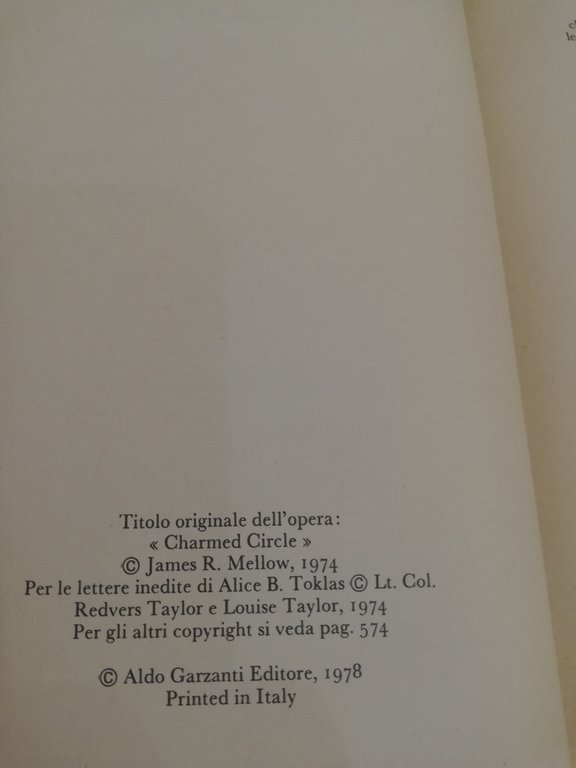 Titolo originale dell'opera:
« Charmed Circle »
© James R. Mellow, 1974
Per le lettere inedite di Alice B. Toklas © Lt. Col.
Redvers Taylor e Louise Taylor, 1974
Per gli altri copyright si veda pag. 574
© Aldo Garzanti Editore, 1978
Printed in Italy